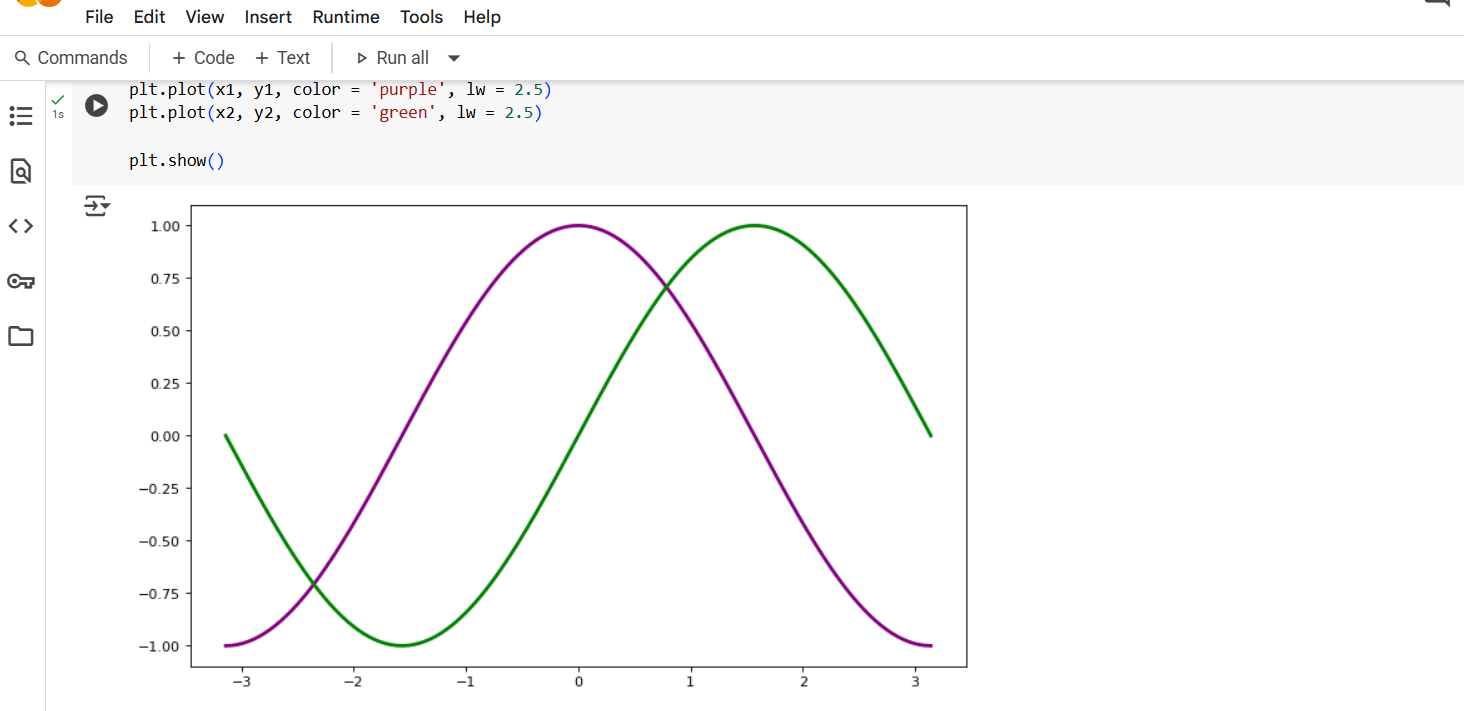 File Edit View Insert Runtime Tools Help
Commands + Code + Text Run all
plt.plot(x1, y1, color = 'purple', lw = 2.5)
1s
plt.plot(x2, y2, color = 'green', lw = 2.5)
plt.show()
1.00
0.75
0.50
0.25
0.00
−0.25
−0.50
−0.75
−1.00
−3 −2 −1 0 1 2 3